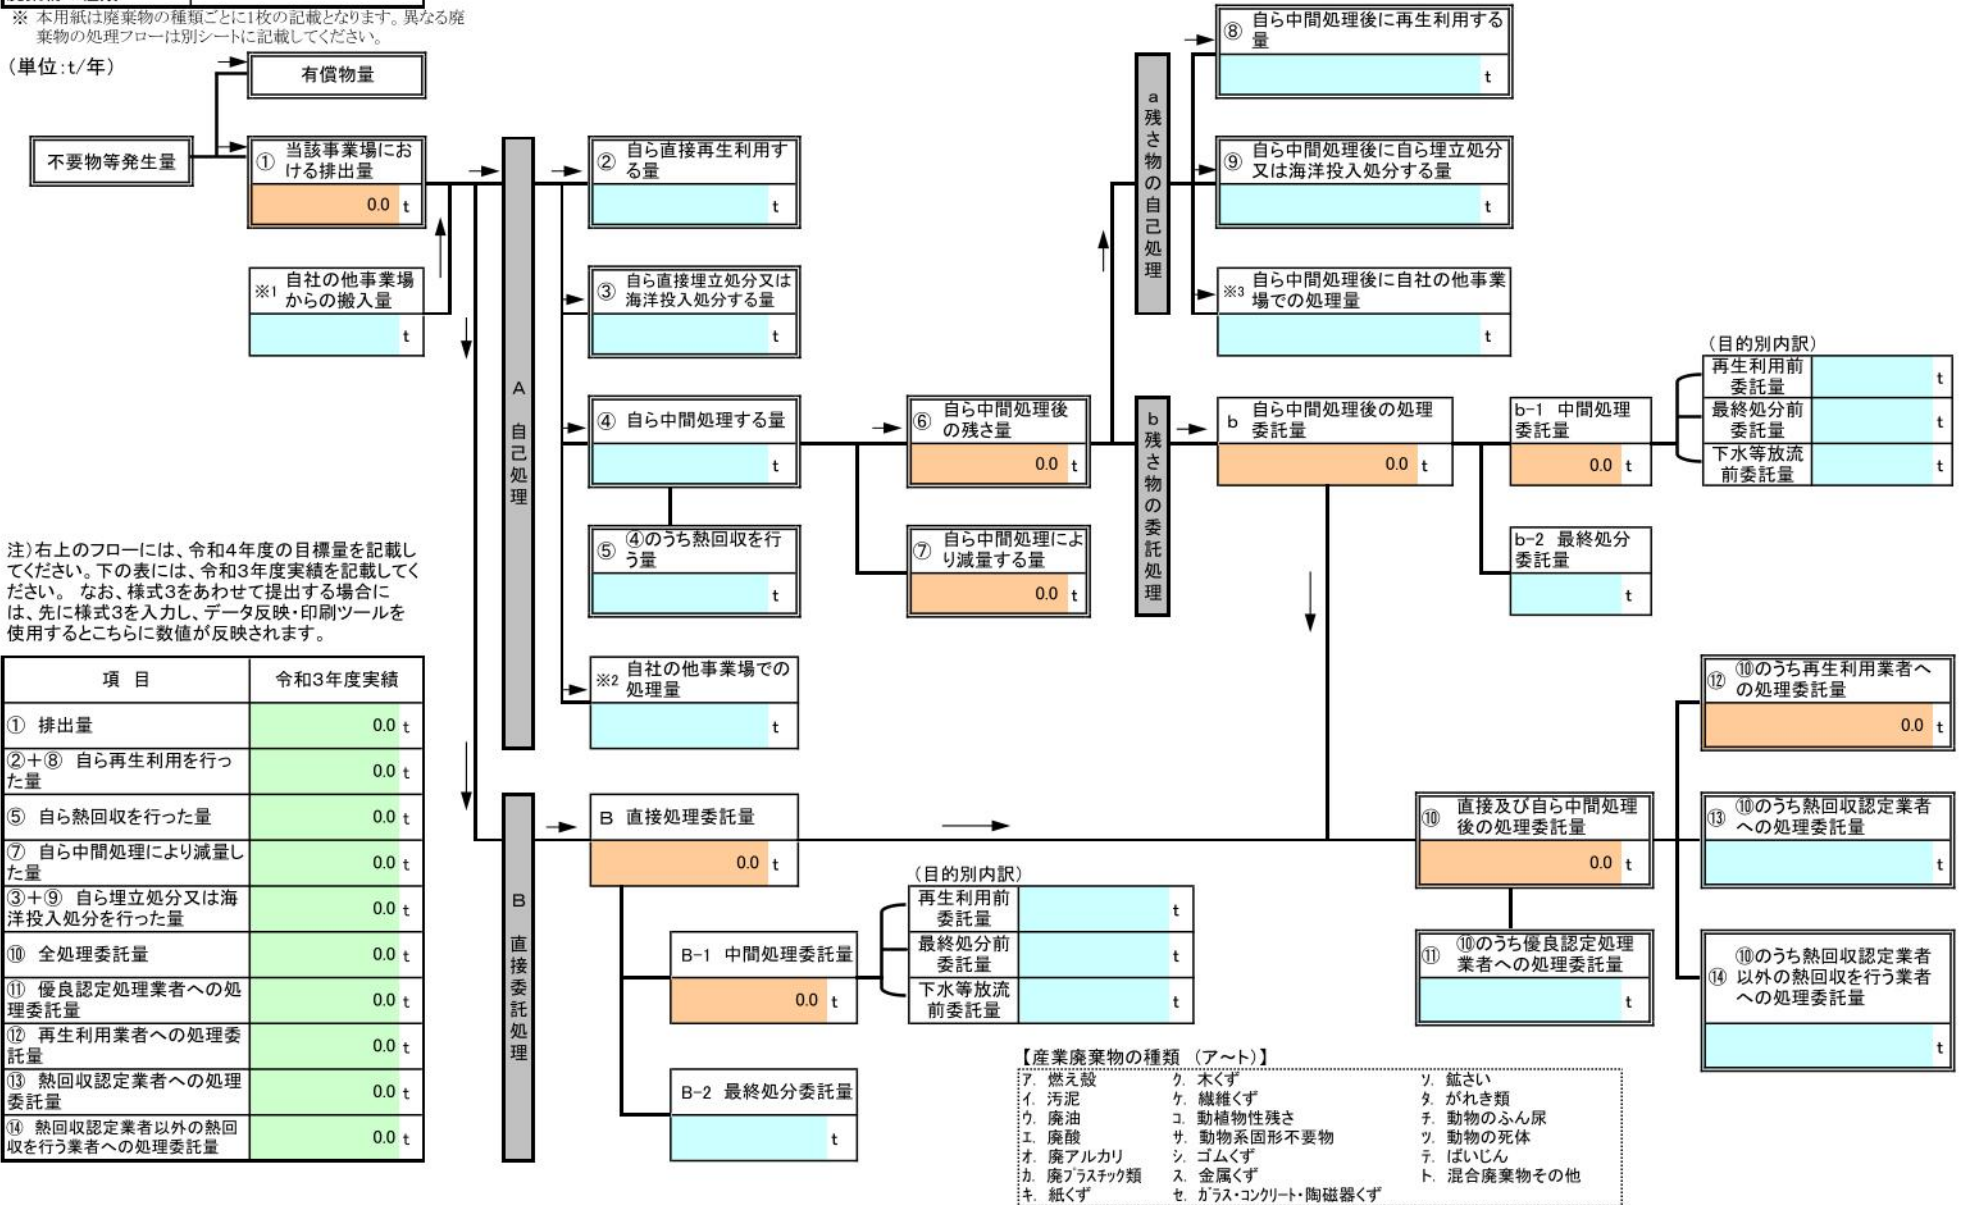 ※ 本用紙は廃棄物の種類ごとに1枚の記載となります。異なる廃
棄物の処理フローは別シートに記載してください。
(単位:t/年)
有償物量
不要物等発生量
① 当該事業場にお
ける排出量
0.0 t
※1 自社の他事業場
からの搬入量
t
A 自己処理
② 自ら直接再生利用す
る量
t
③ 自ら直接埋立処分又は
海洋投入処分する量
t
④ 自ら中間処理する量
t
⑤ ④のうち熱回収を行
う量
t
※2 自社の他事業場での
処理量
t
⑥ 自ら中間処理後
の残さ量
0.0 t
⑦ 自ら中間処理によ
り減量する量
0.0 t
a残さ物の自己処理
⑧ 自ら中間処理後に再生利用する
量
t
⑨ 自ら中間処理後に自ら埋立処分
又は海洋投入処分する量
t
※3 自ら中間処理後に自社の他事業
場での処理量
t
b残さ物の委託処理
b 自ら中間処理後の処理
委託量
0.0 t
b-1 中間処理
委託量
0.0 t
(目的別内訳)
再生利用前
委託量
t
最終処分前
委託量
t
下水等放流
前委託量
t
b-2 最終処分
委託量
t
注)右上のフローには、令和4年度の目標量を記載し
てください。下の表には、令和3年度実績を記載してく
ださい。 なお、様式3をあわせて提出する場合に
は、先に様式3を入力し、データ反映・印刷ツールを
使用するとこちらに数値が反映されます。
項 目 令和3年度実績
① 排出量 0.0 t
②+⑧ 自ら再生利用を行っ
た量 0.0 t
⑤ 自ら熱回収を行った量 0.0 t
⑦ 自ら中間処理により減量し
た量 0.0 t
③+⑨ 自ら埋立処分又は海
洋投入処分を行った量 0.0 t
⑩ 全処理委託量 0.0 t
⑪ 優良認定処理業者への処
理委託量 0.0 t
⑫ 再生利用業者への処理委
託量 0.0 t
⑬ 熱回収認定業者への処理
委託量 0.0 t
⑭ 熱回収認定業者以外の熱回
収を行う業者への処理委託量 0.0 t
B 直接委託処理
B 直接処理委託量
0.0 t
B-1 中間処理委託量
0.0 t
(目的別内訳)
再生利用前
委託量
t
最終処分前
委託量
t
下水等放流
前委託量
t
B-2 最終処分委託量
t
⑩ 直接及び自ら中間処理
後の処理委託量
0.0 t
⑪ ⑩のうち優良認定処理
業者への処理委託量
t
⑫ ⑩のうち再生利用業者へ
の処理委託量
0.0 t
⑬ ⑩のうち熱回収認定業者
への処理委託量
t
⑭ ⑩のうち熱回収認定業者
以外の熱回収を行う業者
への処理委託量
t
【産業廃棄物の種類 (ア~ト)】
ア. 燃え殻 ク. 木くず ソ. 鉱さい
イ. 汚泥 ケ. 繊維くず タ. がれき類
ウ. 廃油 コ. 動植物性残さ チ. 動物のふん尿
エ. 廃酸 サ. 動物系固形不要物 ツ. 動物の死体
オ. 廃アルカリ シ. ゴムくず テ. ばいじん
カ. 廃プラスチック類 ス. 金属くず ト. 混合廃棄物その他
キ. 紙くず セ. ガラス・コンクリート・陶磁器くず